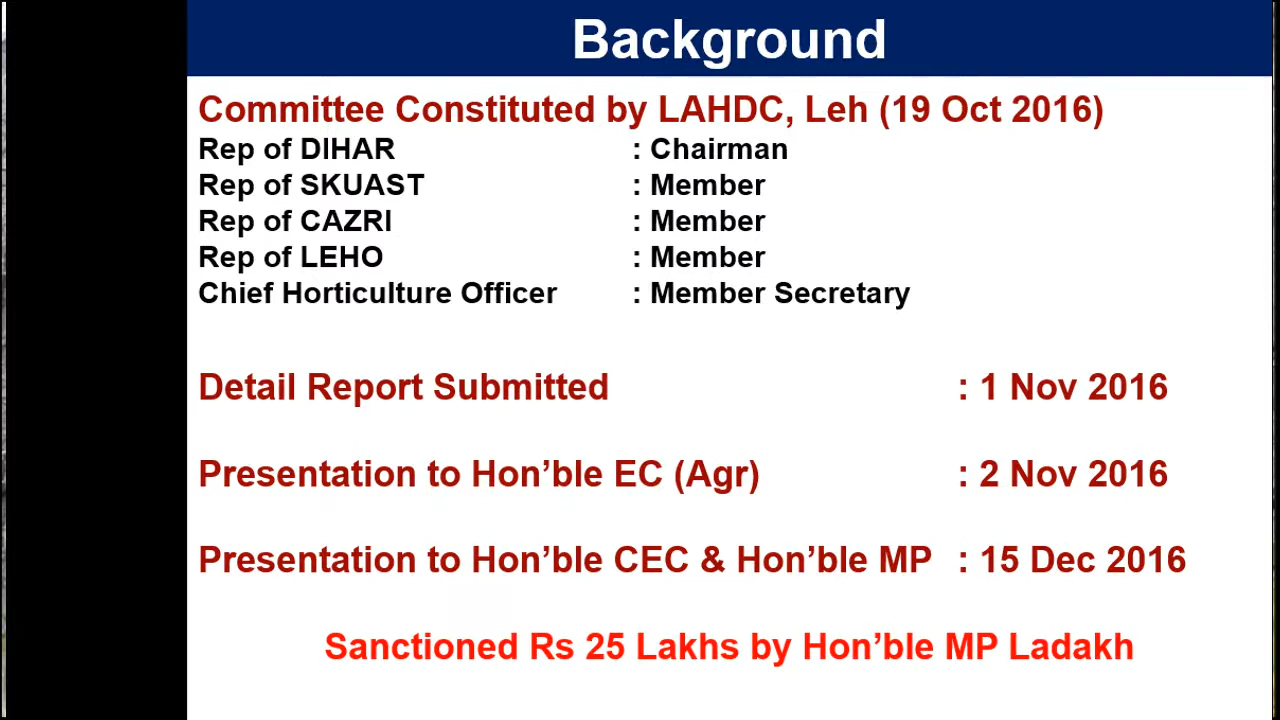 Background
Committee Constituted by LAHDC, Leh (19 Oct 2016)
Rep of DIHAR : Chairman
Rep of SKUAST : Member
Rep of CAZRI : Member
Rep of LEHO : Member
Chief Horticulture Officer : Member Secretary
Detail Report Submitted : 1 Nov 2016
Presentation to Hon’ble EC (Agr) : 2 Nov 2016
Presentation to Hon’ble CEC & Hon’ble MP : 15 Dec 2016
Sanctioned Rs 25 Lakhs by Hon’ble MP Ladakh